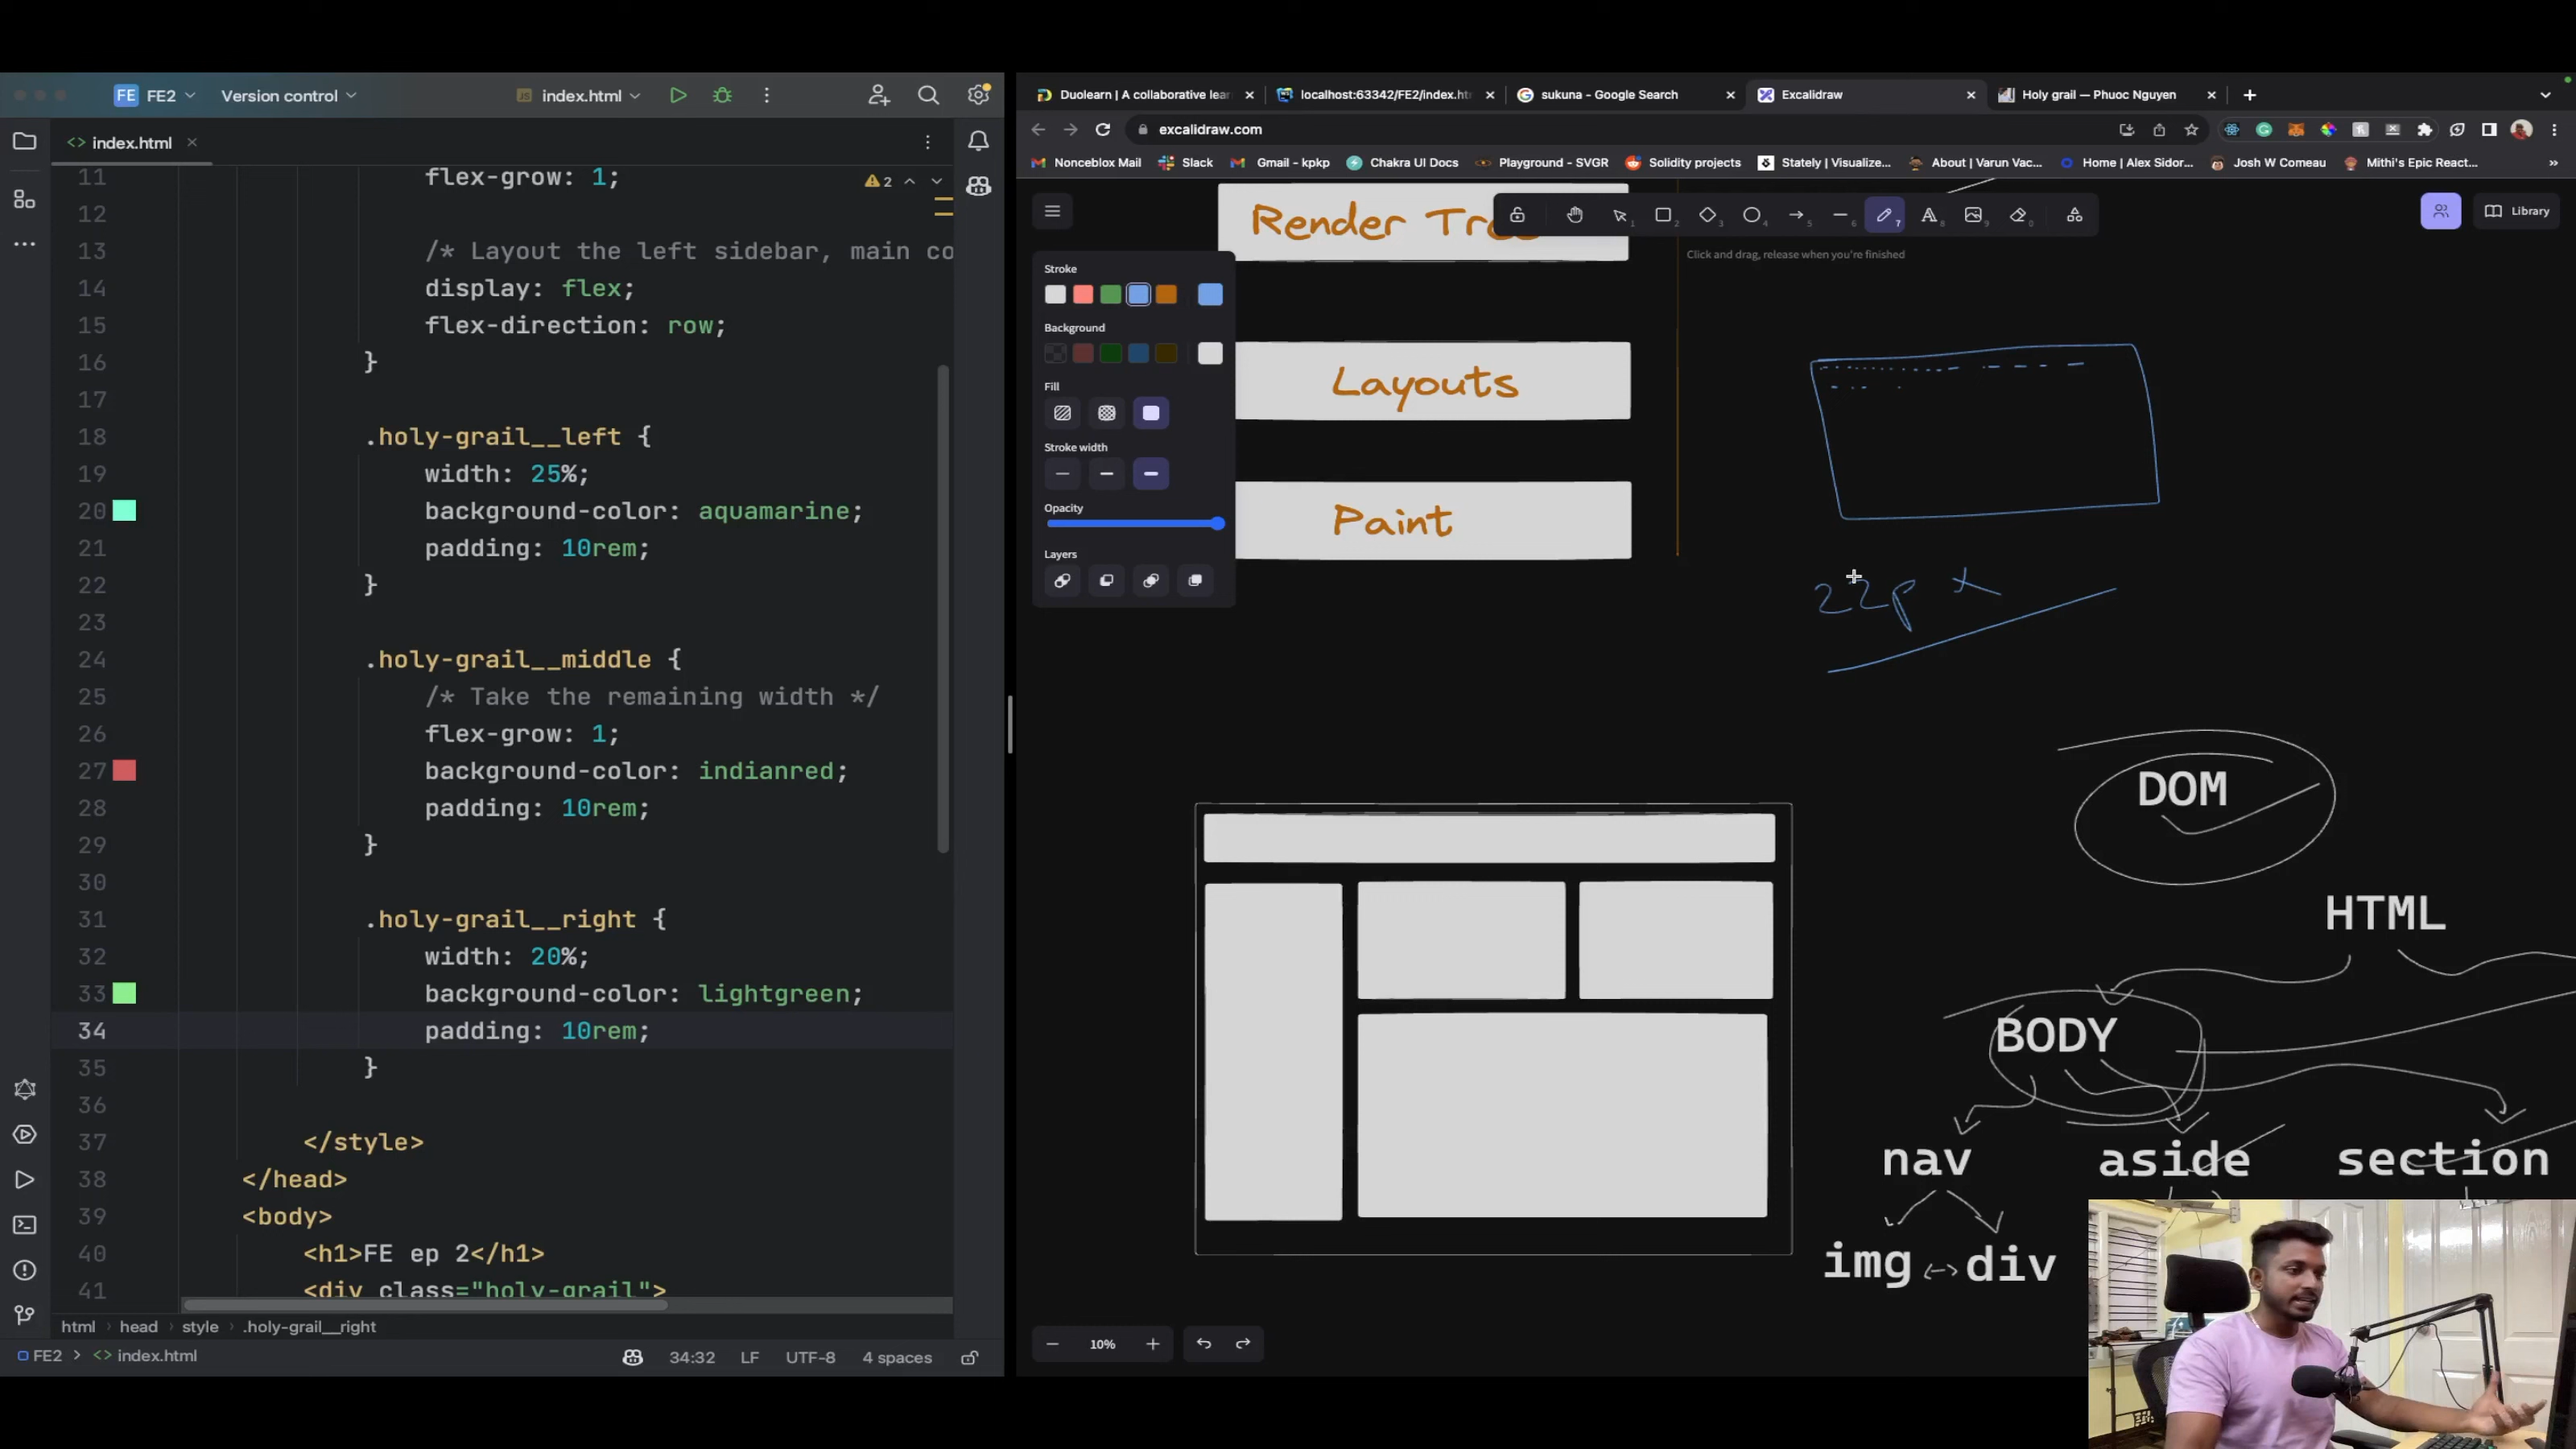 FE FE2 Version control index.html
index.html
11 flex-grow: 1; 2
12
13 /* Layout the left sidebar, main co
14 display: flex;
15 flex-direction: row;
16 }
17
18 .holy-grail__left {
19 width: 25%;
20 background-color: aquamarine;
21 padding: 10rem;
22 }
23
24 .holy-grail__middle {
25 /* Take the remaining width */
26 flex-grow: 1;
27 background-color: indianred;
28 padding: 10rem;
29 }
30
31 .holy-grail__right {
32 width: 20%;
33 background-color: lightgreen;
34 padding: 10rem;
35 }
36
37 </style>
38 </head>
39 <body>
40 <h1>FE ep 2</h1>
41 <div class="holy-grail">
html head style .holy-grail__right
FE2 index.html 34:32 LF UTF-8 4 spaces
Duolearn | A collaborative lear localhost:63342/FE2/index.ht sukuna - Google Search Excalidraw Holy grail — Phuoc Nguyen
excalidraw.com
Nonceblox Mail Slack Gmail - kpkp Chakra UI Docs Playground - SVGR Solidity projects Stately | Visualize... About | Varun Vac... Home | Alex Sidor... Josh W Comeau Mithi's Epic React...
Library
Click and drag, release when you're finished
Render Tree
Stroke
Background
Fill
Layouts
Stroke width
Opacity
Paint
Layers
22p x
DOM
HTML
BODY
nav aside section
img <-> div
10%